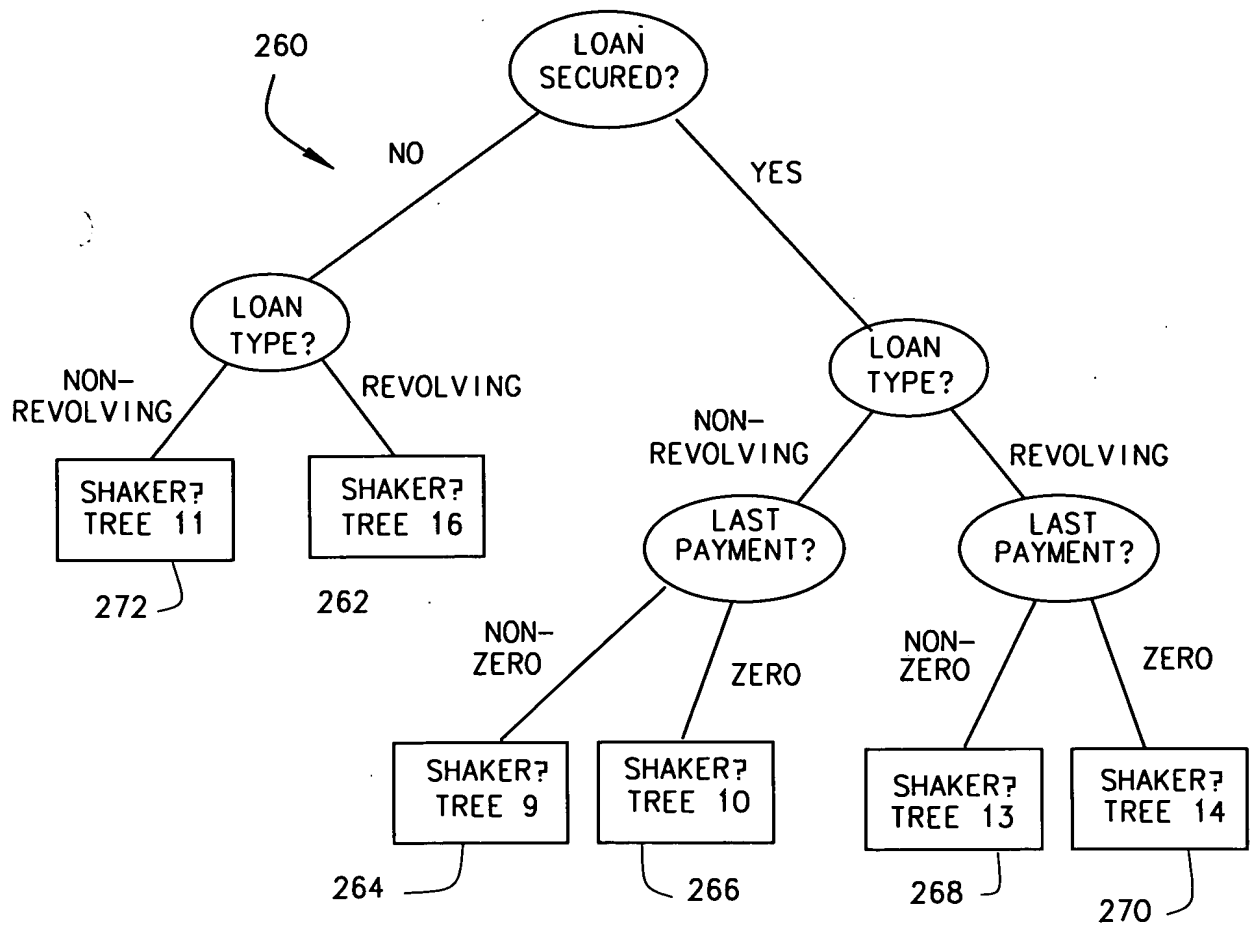 260
LOAN
SECURED?
NO
YES
LOAN
TYPE?
LOAN
TYPE?
NON-
REVOLVING
REVOLVING
NON-
REVOLVING
REVOLVING
SHAKER?
TREE 11
SHAKER?
TREE 16
LAST
PAYMENT?
LAST
PAYMENT?
272
262
NON-
ZERO
ZERO
NON-
ZERO
ZERO
SHAKER?
TREE 9
SHAKER?
TREE 10
SHAKER?
TREE 13
SHAKER?
TREE 14
264
266
268
270